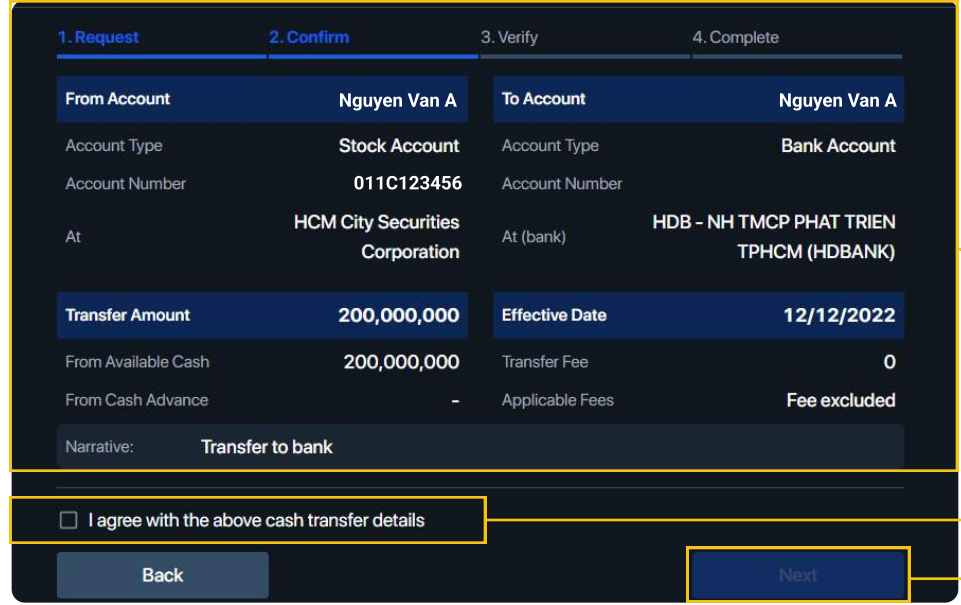 1. Request 2. Confirm 3. Verify 4. Complete
From Account Nguyen Van A To Account Nguyen Van A
Account Type Stock Account Account Type Bank Account
Account Number 011C123456 Account Number
At HCM City Securities Corporation At (bank) HDB - NH TMCP PHAT TRIEN TPHCM (HDBANK)
Transfer Amount 200,000,000 Effective Date 12/12/2022
From Available Cash 200,000,000 Transfer Fee 0
From Cash Advance - Applicable Fees Fee excluded
Narrative: Transfer to bank
I agree with the above cash transfer details
Back Next